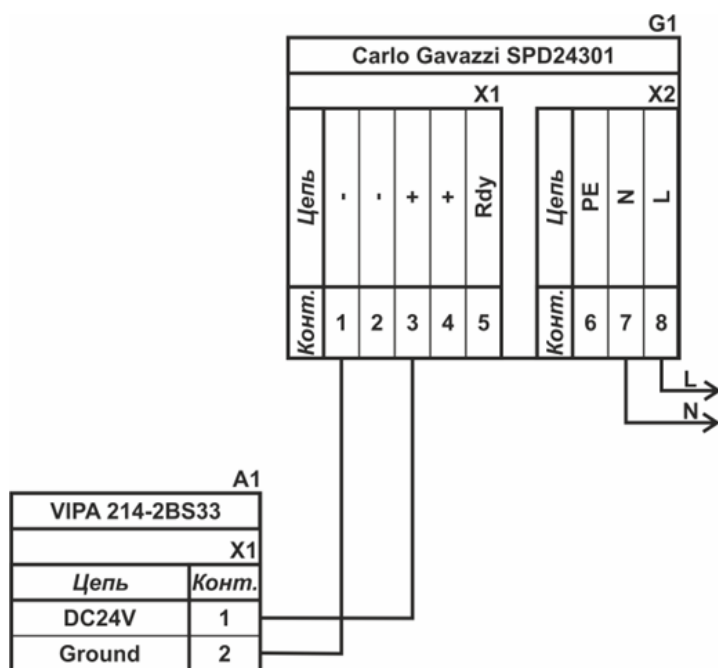 G1
Carlo Gavazzi SPD24301
X1 X2
Цепь - - + + Rdy Цепь PE N L
Конт. 1 2 3 4 5 Конт. 6 7 8
L
N
A1
VIPA 214-2BS33
X1
Цепь Конт.
DC24V 1
Ground 2